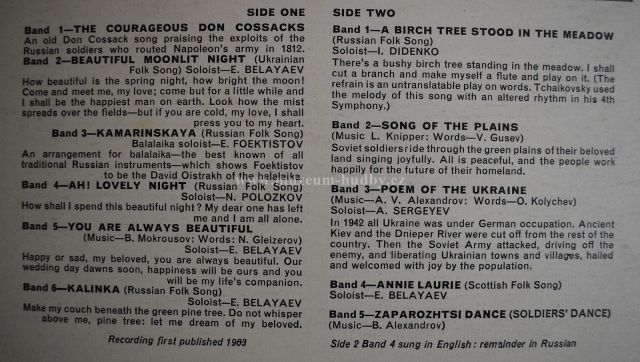 SIDE ONE
Band 1—THE COURAGEOUS DON COSSACKS
An old Don Cossack song praising the exploits of the
Russian soldiers who routed Napoleon's army in 1812.
Band 2—BEAUTIFUL MOONLIT NIGHT (Ukrainian
Folk Song) Soloist—E. BELAYAEV
How beautiful is the spring night, how bright the moon!
Come and meet me, my love; come but for a little while and
I shall be the happiest man on earth. Look how the mist
spreads over the fields—but if you are cold, my love, I shall
press you to my heart.
Band 3—KAMARINSKAYA (Russian Folk Song)
Balalaika soloist—E. FOEKTISTOV
An arrangement for balalaika—the best known of all
traditional Russian instruments—which shows Foektistov
to be the David Oistrakh of the balalaika
Band 4—AH! LOVELY NIGHT (Russian Folk Song)
Soloist—N. POLOZKOV
How shall I spend this beautiful night? My dear one has left
me and I am all alone.
Band 5—YOU ARE ALWAYS BEAUTIFUL
(Music—B. Mokrousov: Words: N. Gleizerov)
Soloist—E. BELAYAEV
Happy or sad, my beloved, you are always beautiful. Our
wedding day dawns soon, happiness will be ours and you
will be my life's companion.
Band 6—KALINKA (Russian Folk Song)
Soloist—E. BELAYAEV
Make my couch beneath the green pine tree. Do not whisper
above me, pine tree: let me dream of my beloved.
Recording first published 1963
SIDE TWO
Band 1—A BIRCH TREE STOOD IN THE MEADOW
(Russian Folk Song)
Soloist—I. DIDENKO
There's a bushy birch tree standing in the meadow. I shall
cut a branch and make myself a flute and play on it. (The
refrain is an untranslatable play on words. Tchaikovsky used
the melody of this song with an altered rhythm in his 4th
Symphony.)
Band 2—SONG OF THE PLAINS
(Music L. Knipper: Words—V. Gusev)
Soviet soldiers ride through the green plains of their beloved
land singing joyfully. All is peaceful, and the people work
happily for the future of their homeland.
Band 3—POEM OF THE UKRAINE
(Music—A. V. Alexandrov: Words—O. Kolychev)
Soloist—A. SERGEYEV
In 1942 all Ukraine was under German occupation. Ancient
Kiev and the Dnieper River were cut off from the rest of the
country. Then the Soviet Army attacked, driving off the
enemy, and liberating Ukrainian towns and villages, hailed
and welcomed with joy by the population.
Band 4—ANNIE LAURIE (Scottish Folk Song)
Soloist—E. BELAYAEV
Band 5—ZAPAROZHTSI DANCE (SOLDIERS' DANCE)
(Music—B. Alexandrov)
Side 2 Band 4 sung in English: remainder in Russian